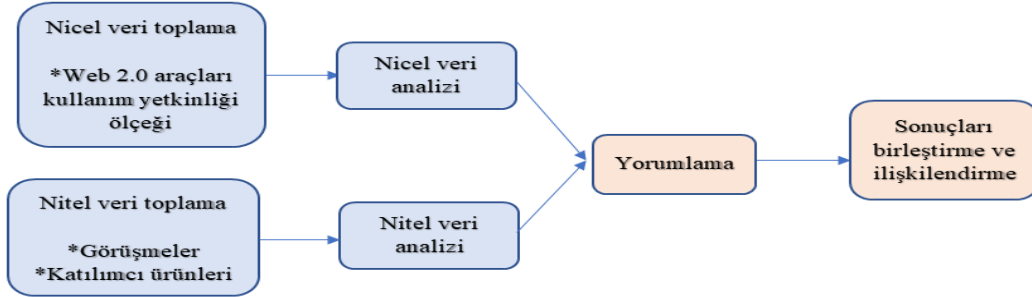 Nicel veri toplama
*Web 2.0 araçları
kullanım yetkinliği
ölçeği
Nicel veri
analizi
Nitel veri toplama
*Görüşmeler
*Katılımcı ürünleri
Nitel veri
analizi
Yorumlama
Sonuçları
birleştirme ve
ilişkilendirme